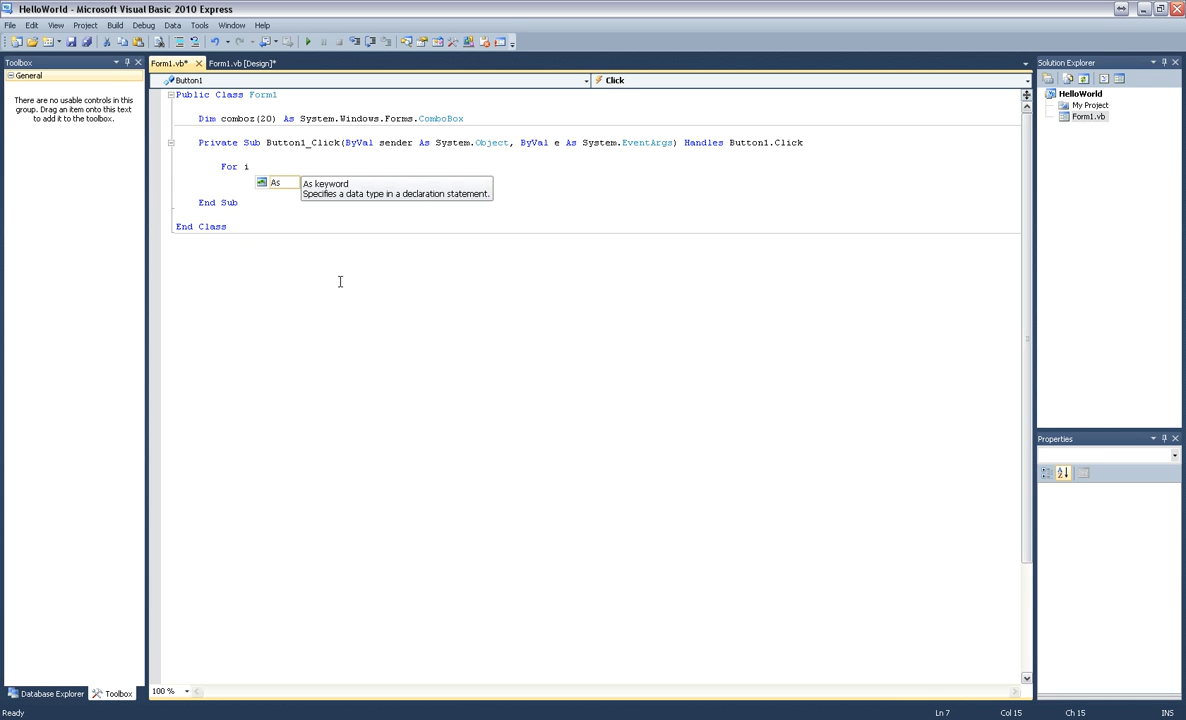 HelloWorld - Microsoft Visual Basic 2010 Express
File Edit View Project Build Debug Data Tools Window Help
Toolbox
General
There are no usable controls in this
group. Drag an item onto this text
to add it to the toolbox.
Form1.vb* Form1.vb [Design]*
Button1 Click
Public Class Form1
Dim comboz(20) As System.Windows.Forms.ComboBox
Private Sub Button1_Click(ByVal sender As System.Object, ByVal e As System.EventArgs) Handles Button1.Click
For i
As
As keyword
Specifies a data type in a declaration statement.
End Sub
End Class
Solution Explorer
HelloWorld
My Project
Form1.vb
Properties
100 %
Database Explorer Toolbox
Ready Ln 7 Col 15 Ch 15 INS